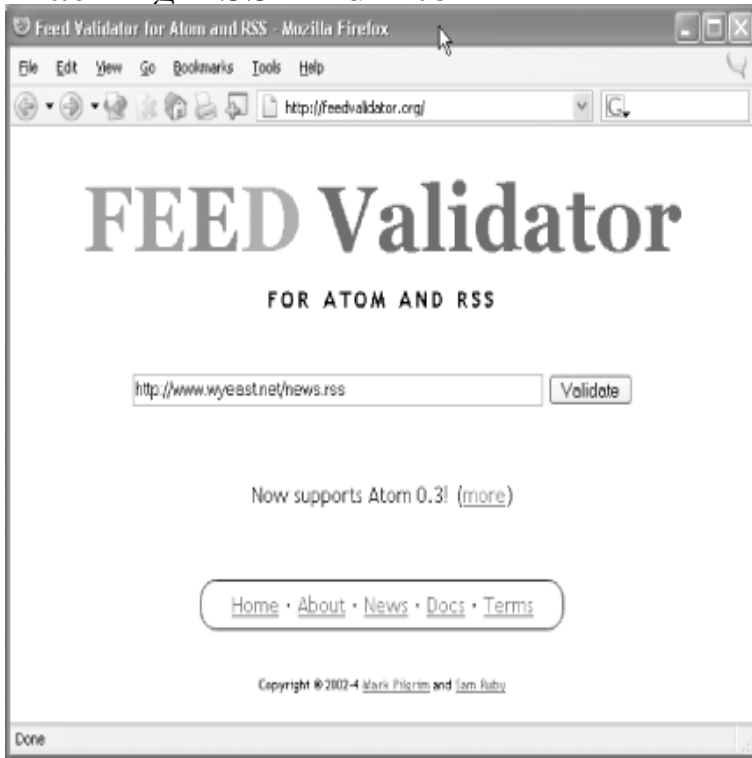 Feed Validator for Atom and RSS - Mozilla Firefox
File Edit View Go Bookmarks Tools Help
http://feedvalidator.org/ G
FEED Validator
FOR ATOM AND RSS
http://www.wyeast.net/news.rss Validate
Now supports Atom 0.3! (more)
Home · About · News · Docs · Terms
Copyright © 2002-4 Mark Pilgrim and Sam Ruby
Done